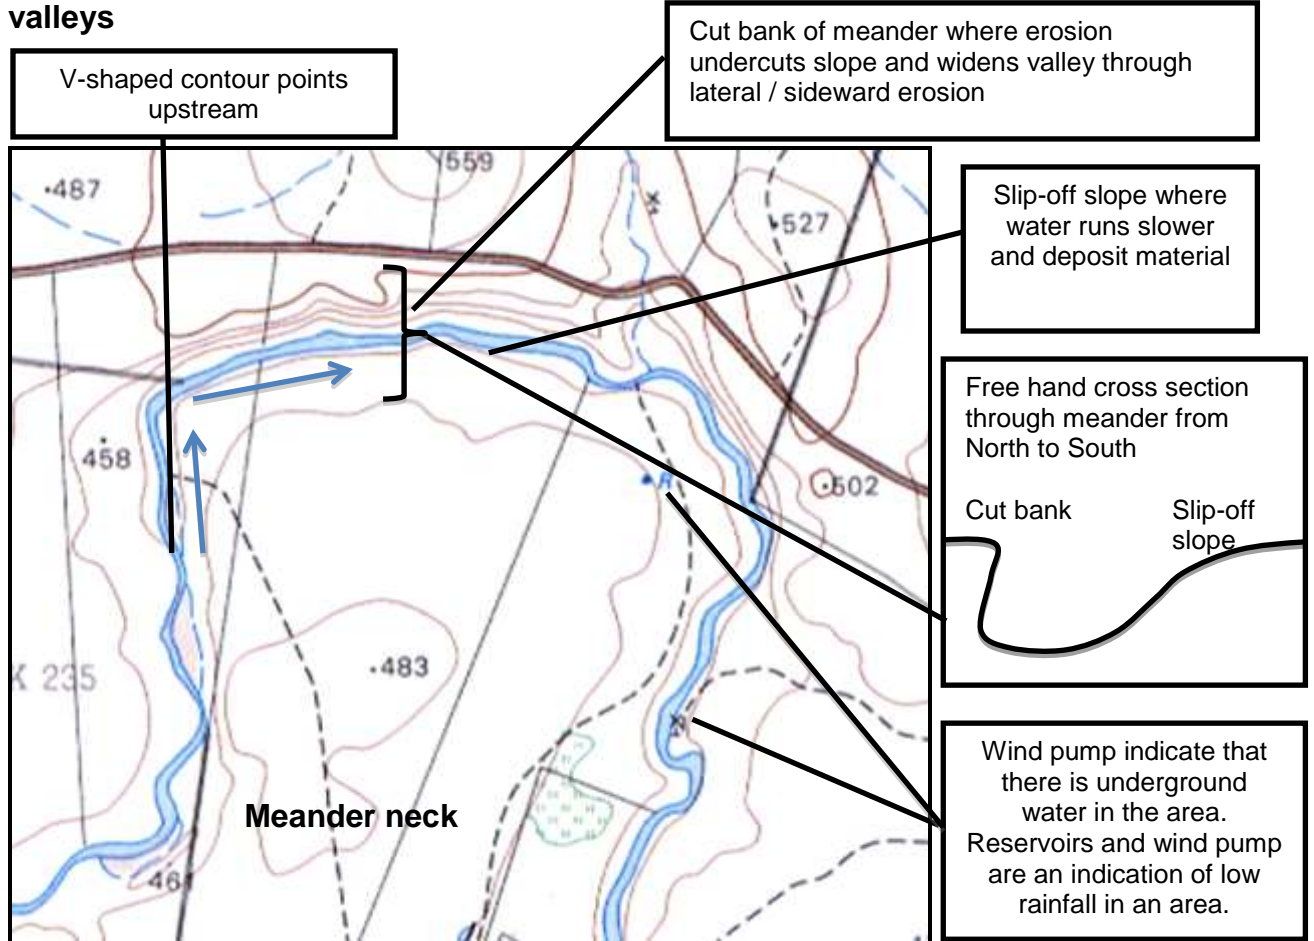 valleys
V-shaped contour points
upstream
Cut bank of meander where erosion
undercuts slope and widens valley through
lateral / sideward erosion
Slip-off slope where
water runs slower
and deposit material
Free hand cross section
through meander from
North to South
Cut bank
Slip-off
slope
Wind pump indicate that
there is underground
water in the area.
Reservoirs and wind pump
are an indication of low
rainfall in an area.
559
487
527
458
502
R
K 235
483
Meander neck
461